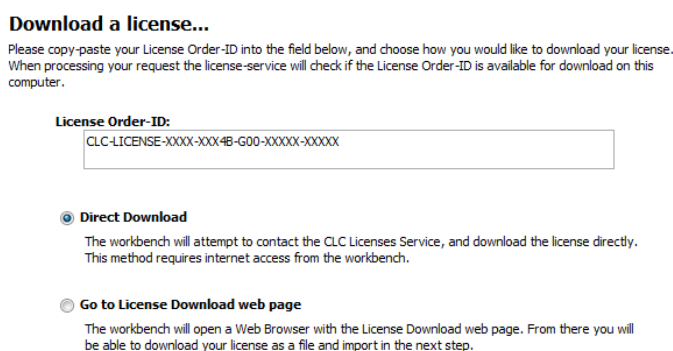 Download a license...
Please copy-paste your License Order-ID into the field below, and choose how you would like to download your license.
When processing your request the license-service will check if the License Order-ID is available for download on this
computer.
License Order-ID:
CLC-LICENSE-XXXX-XXX4B-G00-XXXXX-XXXXX
Direct Download
The workbench will attempt to contact the CLC Licenses Service, and download the license directly.
This method requires internet access from the workbench.
Go to License Download web page
The workbench will open a Web Browser with the License Download web page. From there you will
be able to download your license as a file and import in the next step.